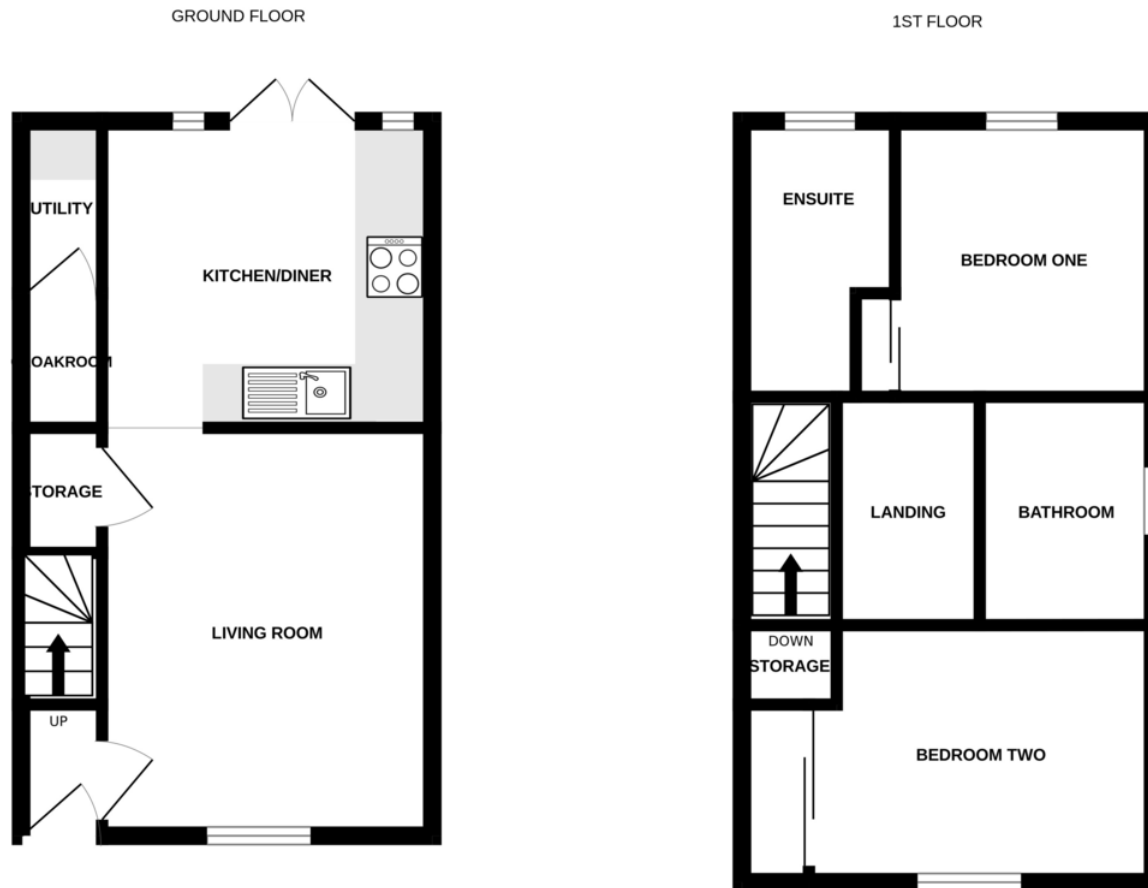 GROUND FLOOR
UTILITY
KITCHEN/DINER
OAKROOM
STORAGE
LIVING ROOM
UP
1ST FLOOR
ENSUITE
BEDROOM ONE
LANDING
BATHROOM
DOWN
STORAGE
BEDROOM TWO